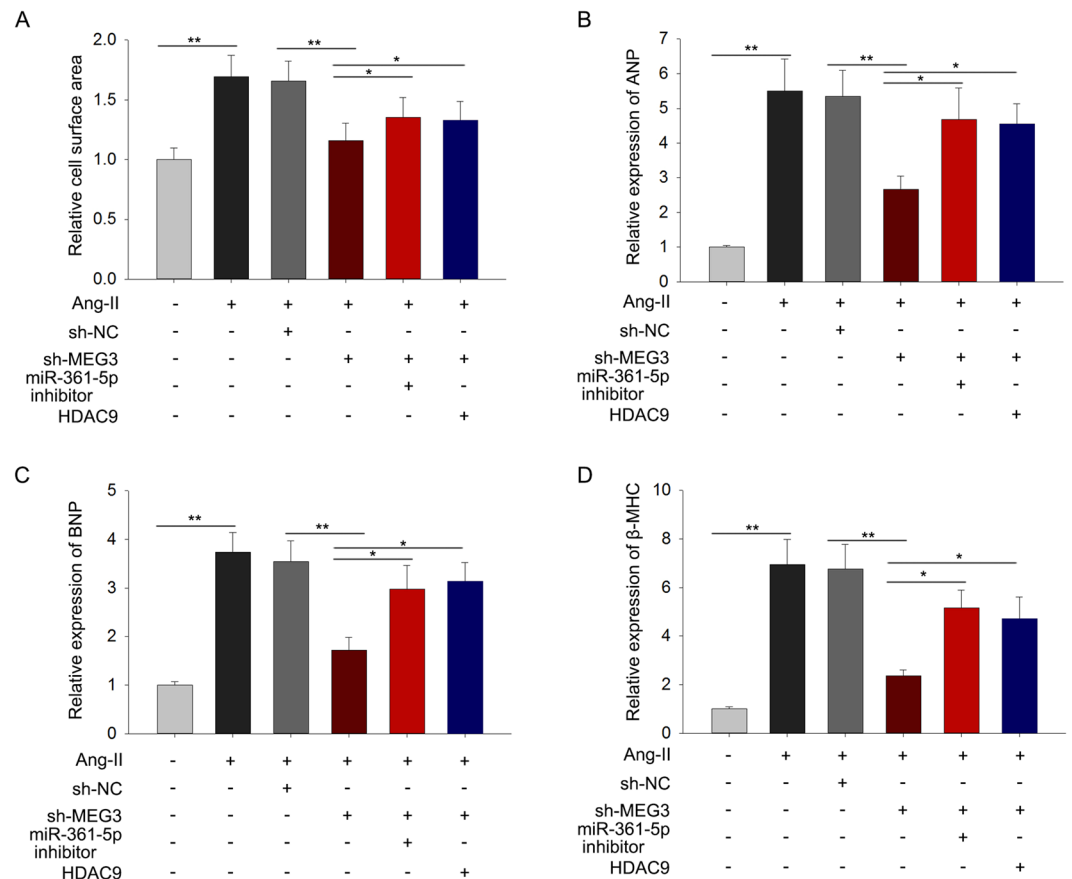 A
Relative cell surface area
2.0
1.5
1.0
0.5
0.0
** ** * *
Ang-II - + + + + +
sh-NC - - + - - -
sh-MEG3 - - - + + +
miR-361-5p
inhibitor - - - - + -
HDAC9 - - - - - +
B
Relative expression of ANP
7
6
5
4
3
2
1
0
** ** * *
Ang-II - + + + + +
sh-NC - - + - - -
sh-MEG3 - - - + + +
miR-361-5p
inhibitor - - - - + -
HDAC9 - - - - - +
C
Relative expression of BNP
5
4
3
2
1
0
** ** * *
Ang-II - + + + + +
sh-NC - - + - - -
sh-MEG3 - - - + + +
miR-361-5p
inhibitor - - - - + -
HDAC9 - - - - - +
D
Relative expression of β-MHC
10
8
6
4
2
0
** ** * *
Ang-II - + + + + +
sh-NC - - + - - -
sh-MEG3 - - - + + +
miR-361-5p
inhibitor - - - - + -
HDAC9 - - - - - +